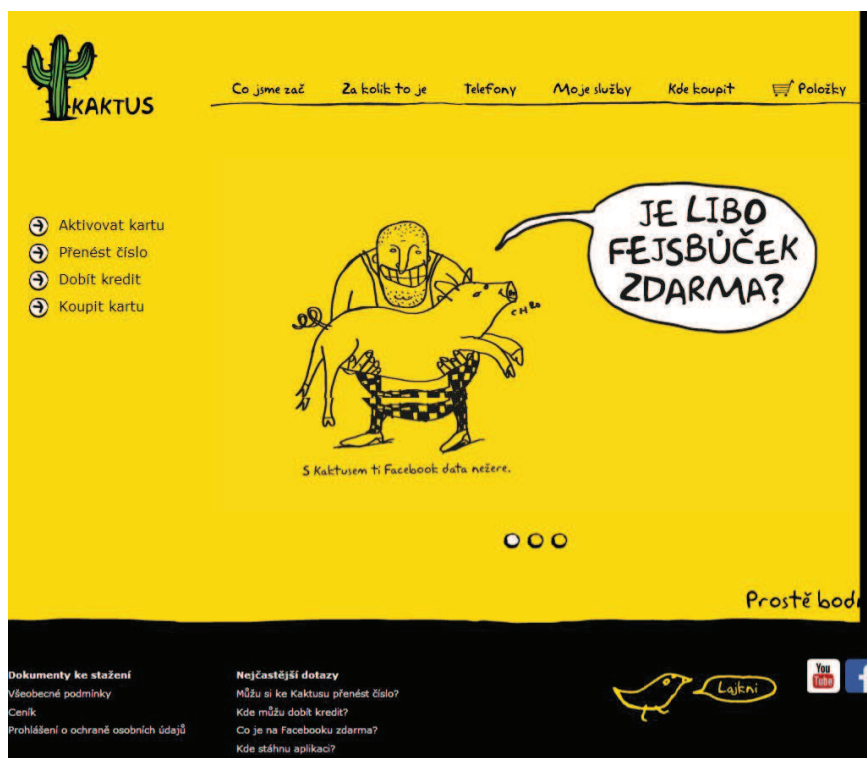 KAKTUS
Co jsme zač
Za kolik to je
Telefony
Moje služby
Kde koupit
Položky
Aktivovat kartu
Přenést číslo
Dobít kredit
Koupit kartu
JE LIBO
FEJSBŮČEK
ZDARMA?
CHRO
S Kaktusem ti Facebook data nežere.
Prostě bod
Dokumenty ke stažení
Všeobecné podmínky
Ceník
Prohlášení o ochraně osobních údajů
Nejčastější dotazy
Můžu si ke Kaktusu přenést číslo?
Kde můžu dobít kredit?
Co je na Facebooku zdarma?
Kde stáhnu aplikaci?
Lajkni
You
Tube
f